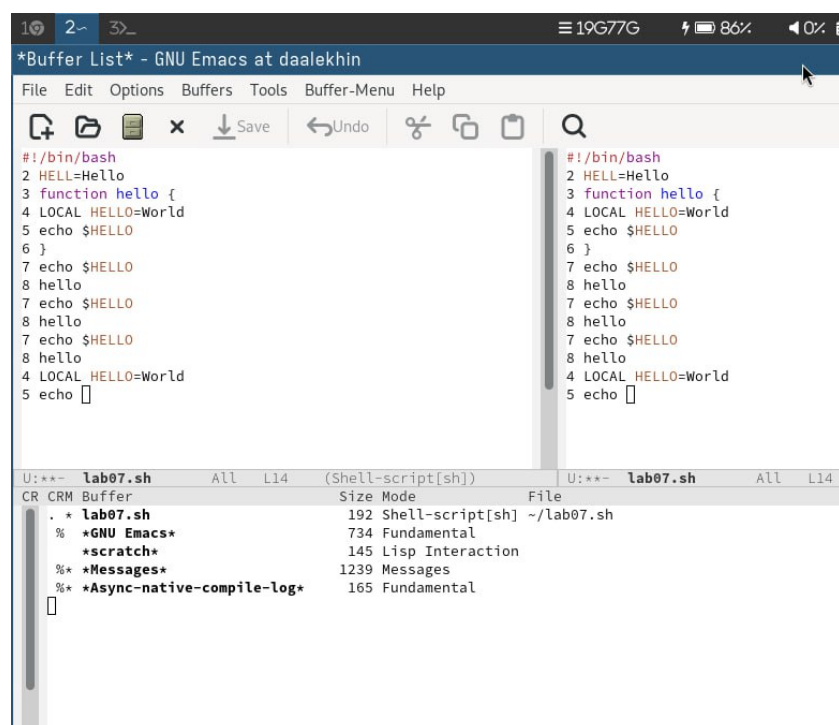 1 2 3>_ 19G77G 86% 0%
*Buffer List* - GNU Emacs at daalekhin
File Edit Options Buffers Tools Buffer-Menu Help
Save Undo
#!/bin/bash
2 HELL=Hello
3 function hello {
4 LOCAL HELLO=World
5 echo $HELLO
6 }
7 echo $HELLO
8 hello
7 echo $HELLO
8 hello
7 echo $HELLO
8 hello
4 LOCAL HELLO=World
5 echo
U:**- lab07.sh All L14 (Shell-script[sh])
#!/bin/bash
2 HELL=Hello
3 function hello {
4 LOCAL HELLO=World
5 echo $HELLO
6 }
7 echo $HELLO
8 hello
7 echo $HELLO
8 hello
7 echo $HELLO
8 hello
4 LOCAL HELLO=World
5 echo
U:**- lab07.sh All L14
CR CRM Buffer Size Mode File
. * lab07.sh 192 Shell-script[sh] ~/lab07.sh
% *GNU Emacs* 734 Fundamental
*scratch* 145 Lisp Interaction
%* *Messages* 1239 Messages
%* *Async-native-compile-log* 165 Fundamental